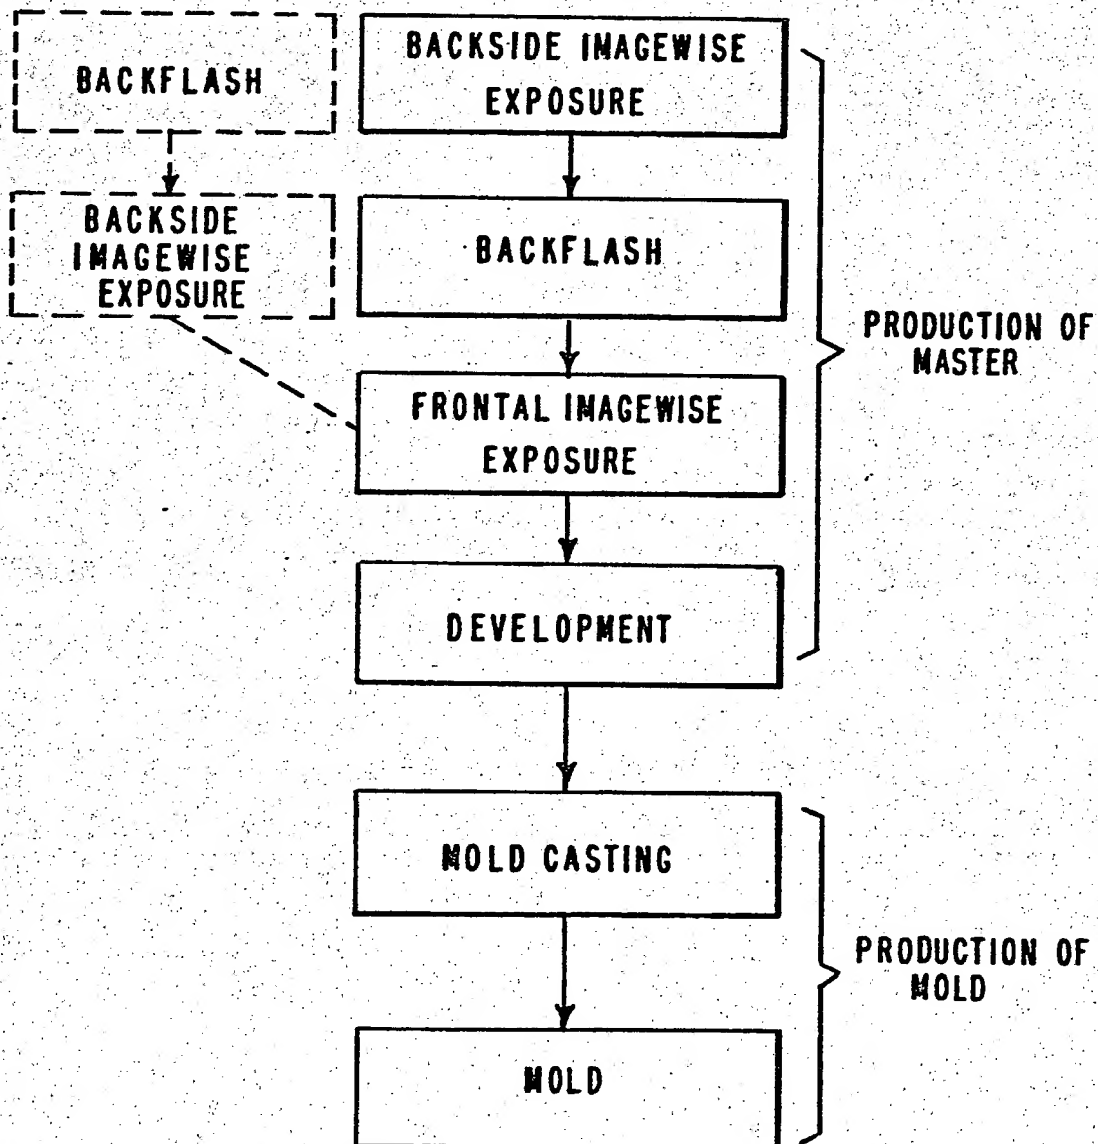 BACKFLASH
BACKSIDE
IMAGEWISE
EXPOSURE
BACKSIDE IMAGEWISE
EXPOSURE
BACKFLASH
FRONTAL IMAGEWISE
EXPOSURE
DEVELOPMENT
PRODUCTION OF
MASTER
MOLD CASTING
MOLD
PRODUCTION OF
MOLD